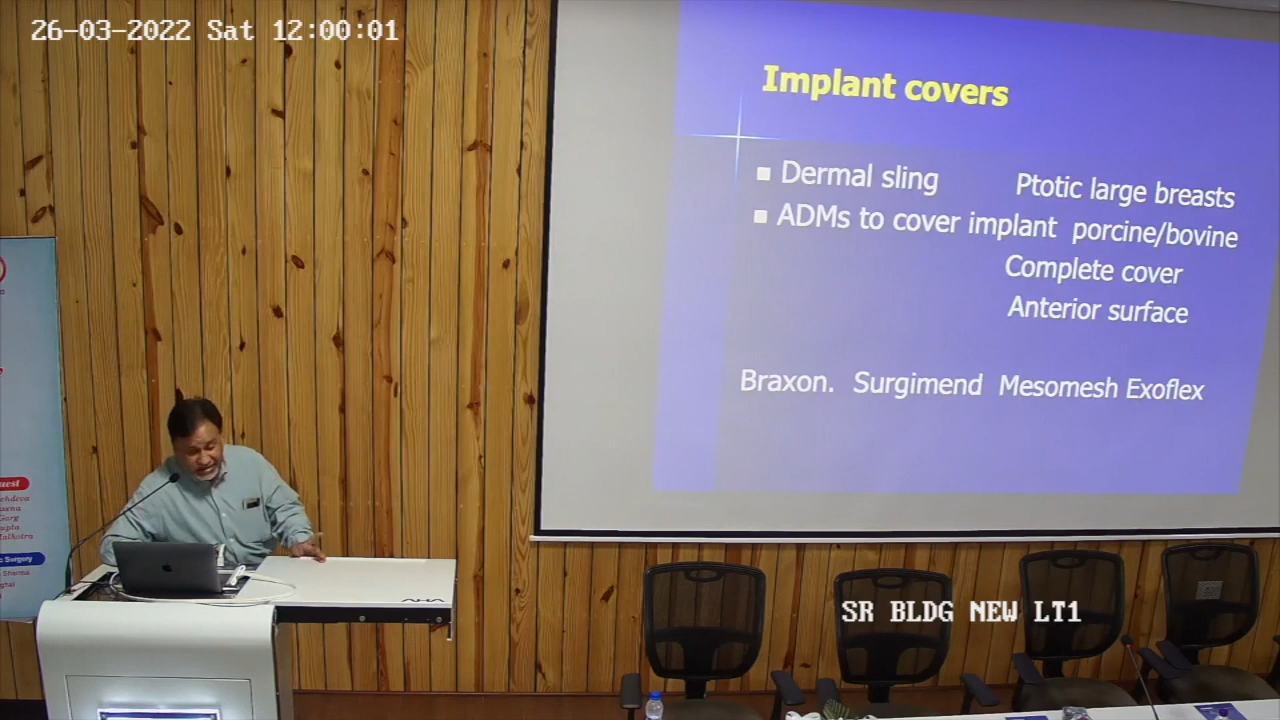 26-03-2022 Sat 12:00:01
Implant covers
Dermal sling Ptotic large breasts
ADMs to cover implant porcine/bovine
Complete cover
Anterior surface
Braxon. Surgimend Mesomesh Exoflex
SR BLDG NEW LT1